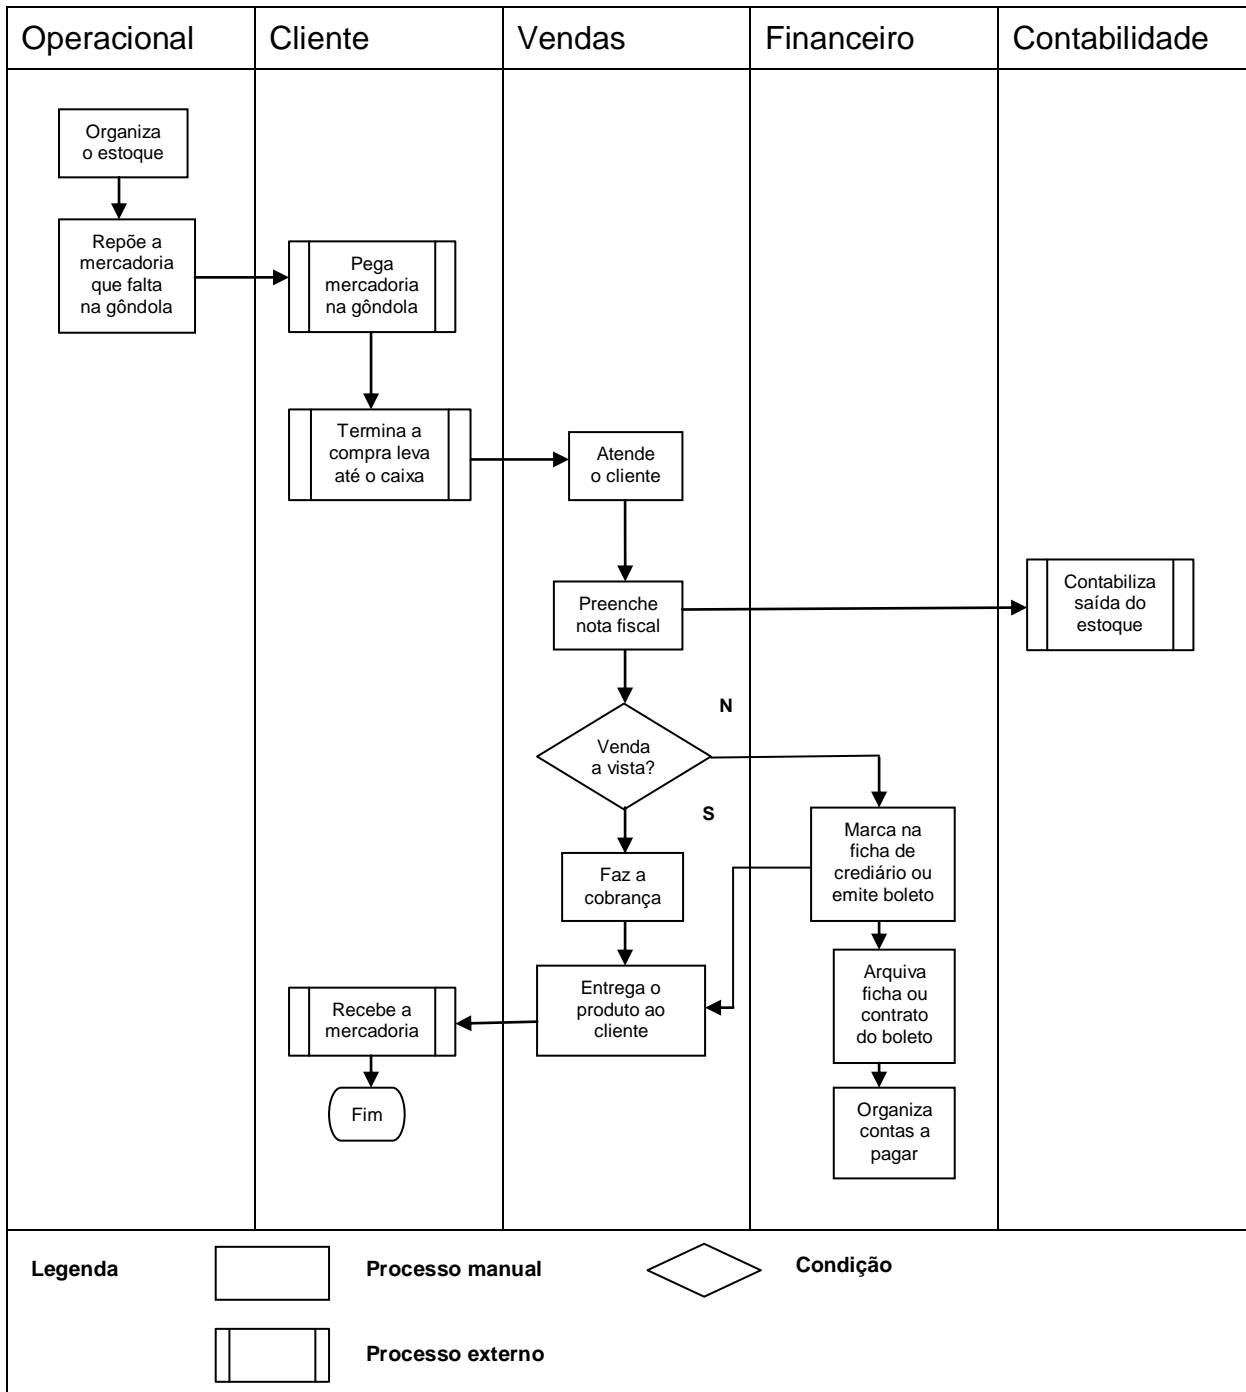 Operacional
Cliente
Vendas
Financeiro
Contabilidade
Organiza
o estoque
Repõe a
mercadoria
que falta
na gôndola
Pega
mercadoria
na gôndola
Termina a
compra leva
até o caixa
Atende
o cliente
Preenche
nota fiscal
Contabiliza
saída do
estoque
Venda
a vista?
N
S
Marca na
ficha de
crediário ou
emite boleto
Faz a
cobrança
Arquiva
ficha ou
contrato
do boleto
Entrega o
produto ao
cliente
Recebe a
mercadoria
Fim
Organiza
contas a
pagar
Legenda
Processo manual
Condição
Processo externo